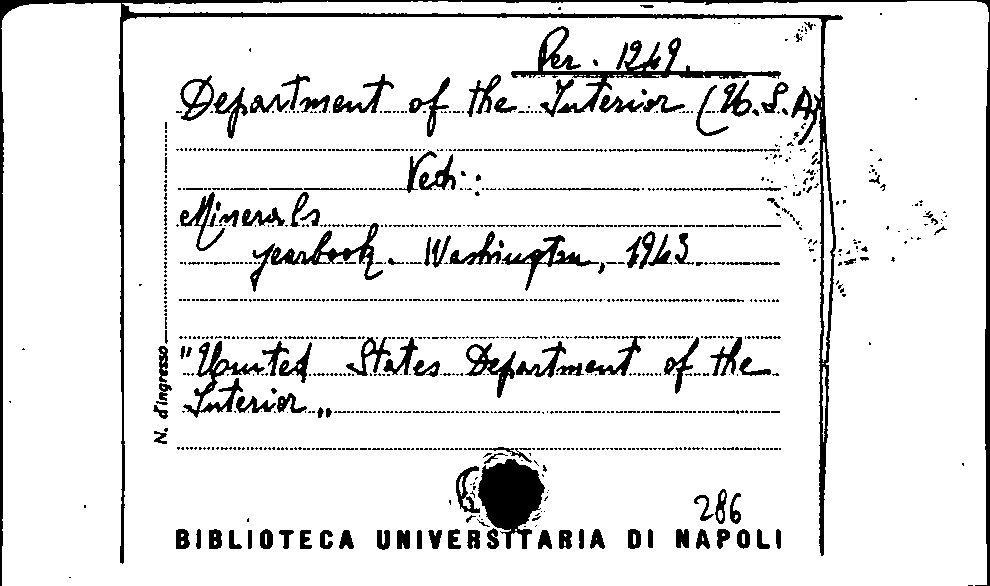 Per. 1249.
Department of the Interior (U.S.A)
Vedi:
Minerals
yearbook. Washington, 1943.
"United States Department of the
Interior„
N. d'ingresso
286
BIBLIOTECA UNIVERSITARIA DI NAPOLI